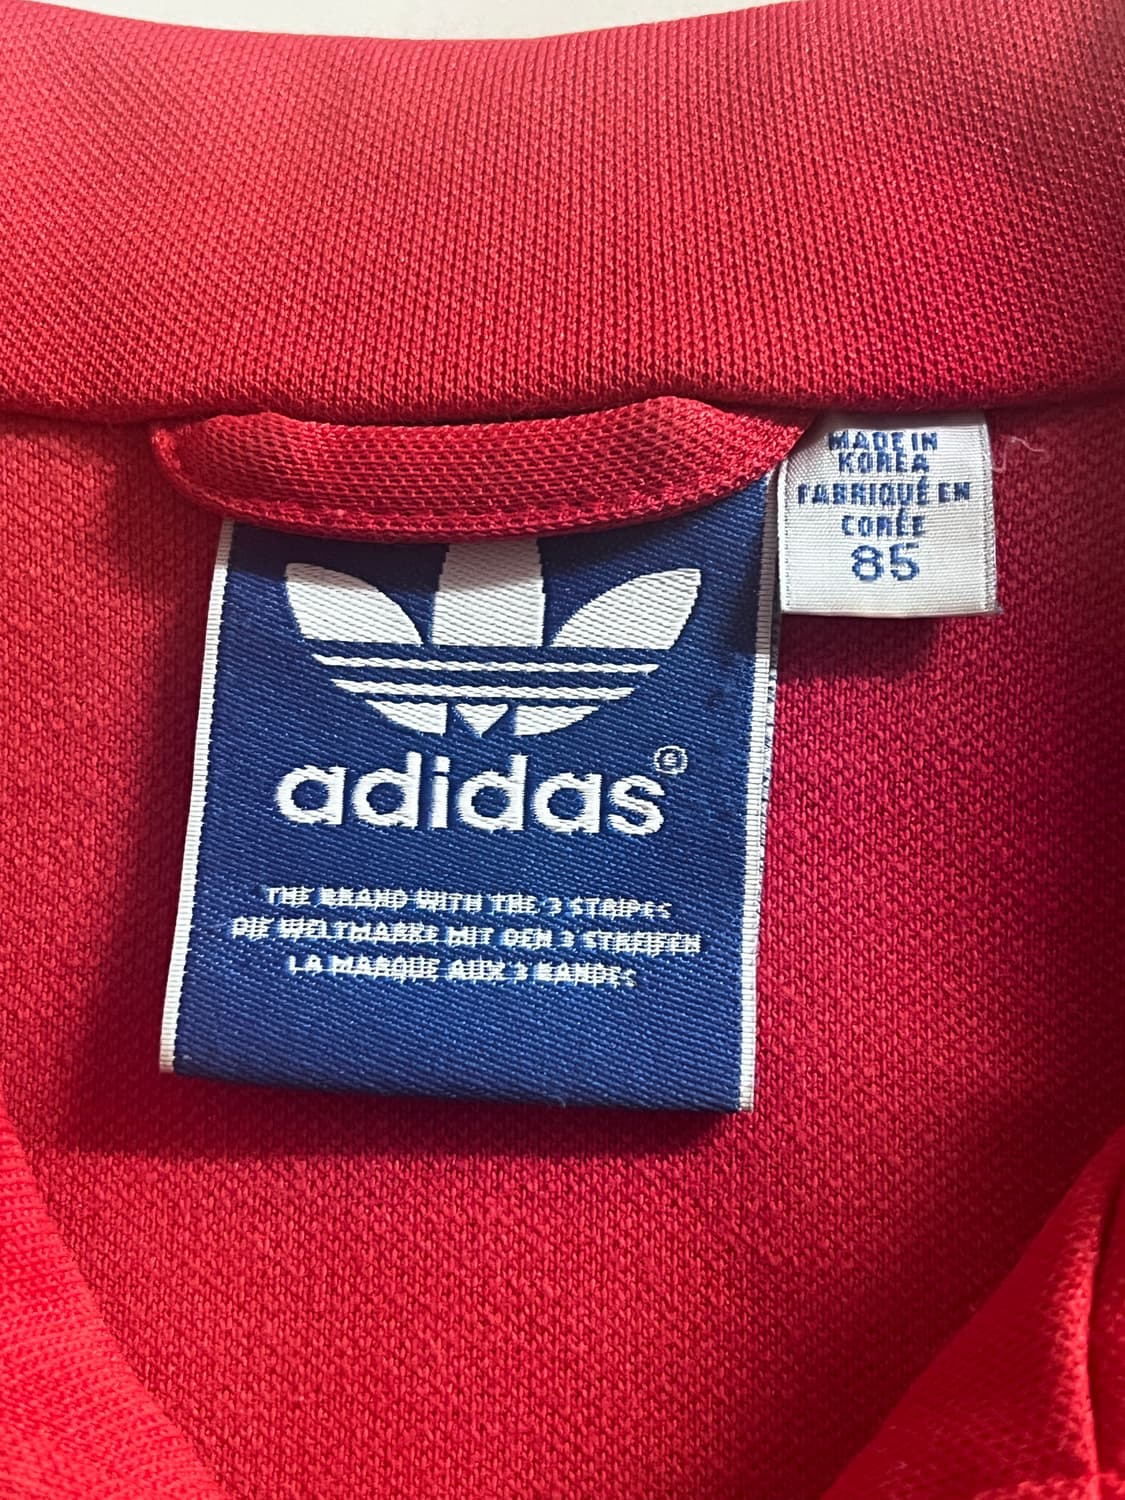 MADE IN
KOREA
FABRIQUÉ EN
CORÉE
85
adidas®
THE BRAND WITH THE 3 STRIPES
DIE WELTMARKE MIT DEN 3 STREIFEN
LA MARQUE AUX 3 BANDES